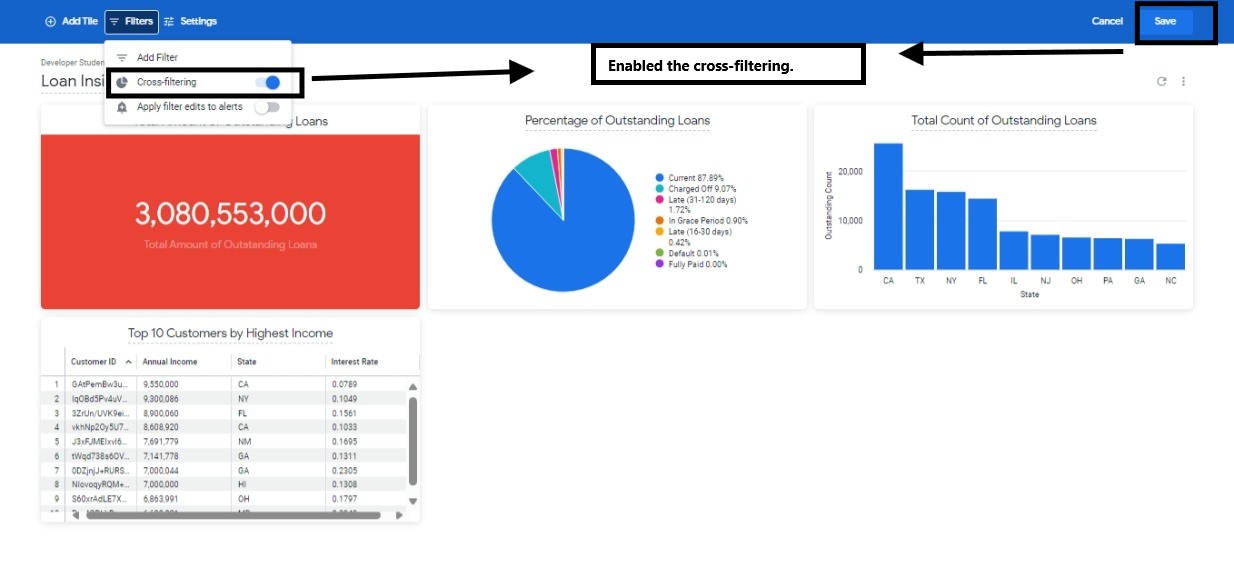 Add Tile Filters Settings Cancel Save
Add Filter
Cross-filtering
Apply filter edits to alerts
Enabled the cross-filtering.
Developer Studen
Loan Insi
Total Amount of Outstanding Loans
3,080,553,000
Total Amount of Outstanding Loans
Percentage of Outstanding Loans
Current 87.89%
Charged Off 9.07%
Late (31-120 days)
1.72%
In Grace Period 0.90%
Late (16-30 days)
0.42%
Default 0.01%
Fully Paid 0.00%
Total Count of Outstanding Loans
Outstanding Count
20,000
10,000
0
CA TX NY FL IL NJ OH PA GA NC
State
Top 10 Customers by Highest Income
Customer ID Annual Income State Interest Rate
1 GAtPemBw3u... 9,550,000 CA 0.0789
2 IqOBd5Pv4uV... 9,300,086 NY 0.1049
3 3ZrUn/UVK9ei... 8,900,060 FL 0.1561
4 vkhNp2Oy5U7... 8,608,920 CA 0.1033
5 J3xFJMEIxvl6... 7,691,779 NM 0.1695
6 tWqd738s6OV... 7,141,778 GA 0.1311
7 0DZjnjJ+RURS... 7,000,044 GA 0.2305
8 NIovoqyRQM+... 7,000,000 HI 0.1308
9 S60xrAdLE7X... 6,863,991 OH 0.1797